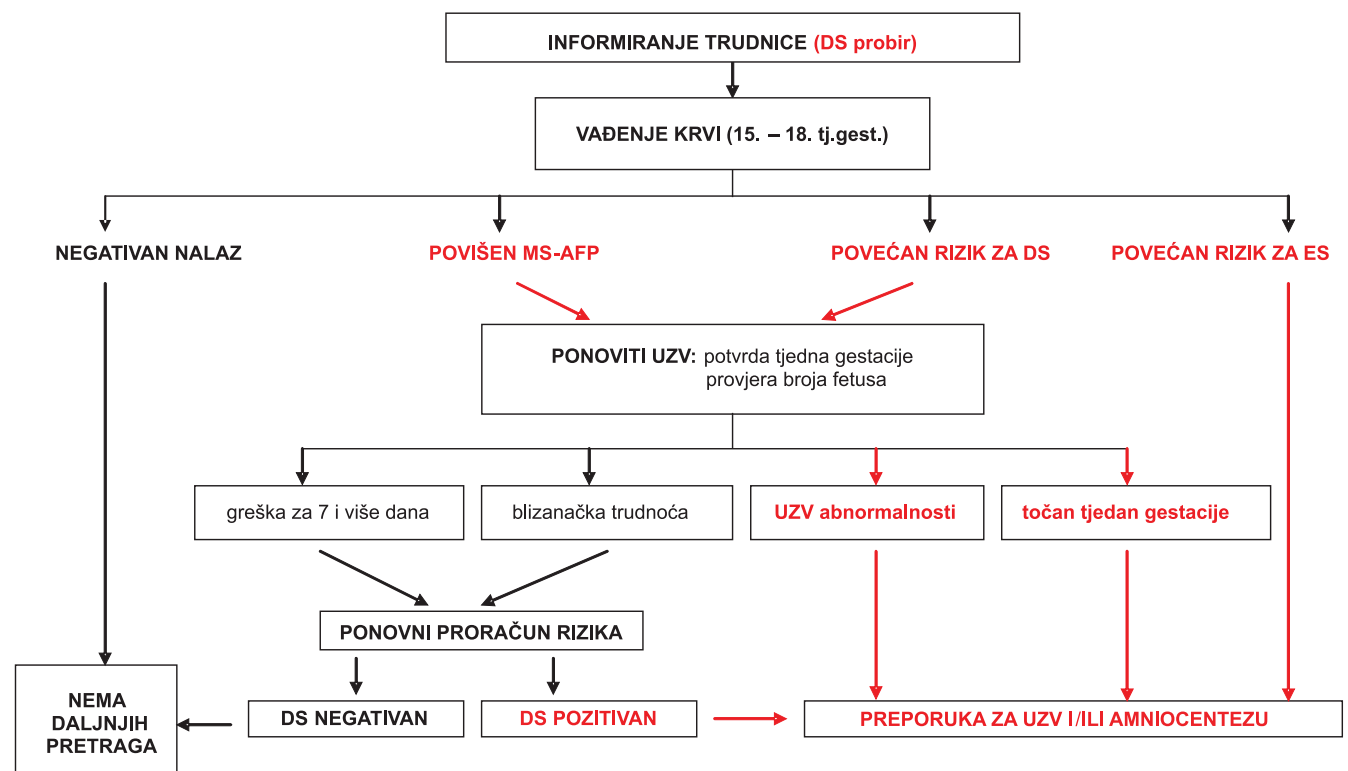 INFORMIRANJE TRUDNICE (DS probir)
VAĐENJE KRVI (15. – 18. tj.gest.)
NEGATIVAN NALAZ
POVIŠEN MS-AFP
POVEĆAN RIZIK ZA DS
POVEĆAN RIZIK ZA ES
PONOVITI UZV: potvrda tjedna gestacije
provjera broja fetusa
greška za 7 i više dana
blizanačka trudnoća
UZV abnormalnosti
točan tjedan gestacije
PONOVNI PRORAČUN RIZIKA
NEMA
DALJNJIH
PRETRAGA
DS NEGATIVAN
DS POZITIVAN
PREPORUKA ZA UZV I/ILI AMNIOCENTEZU